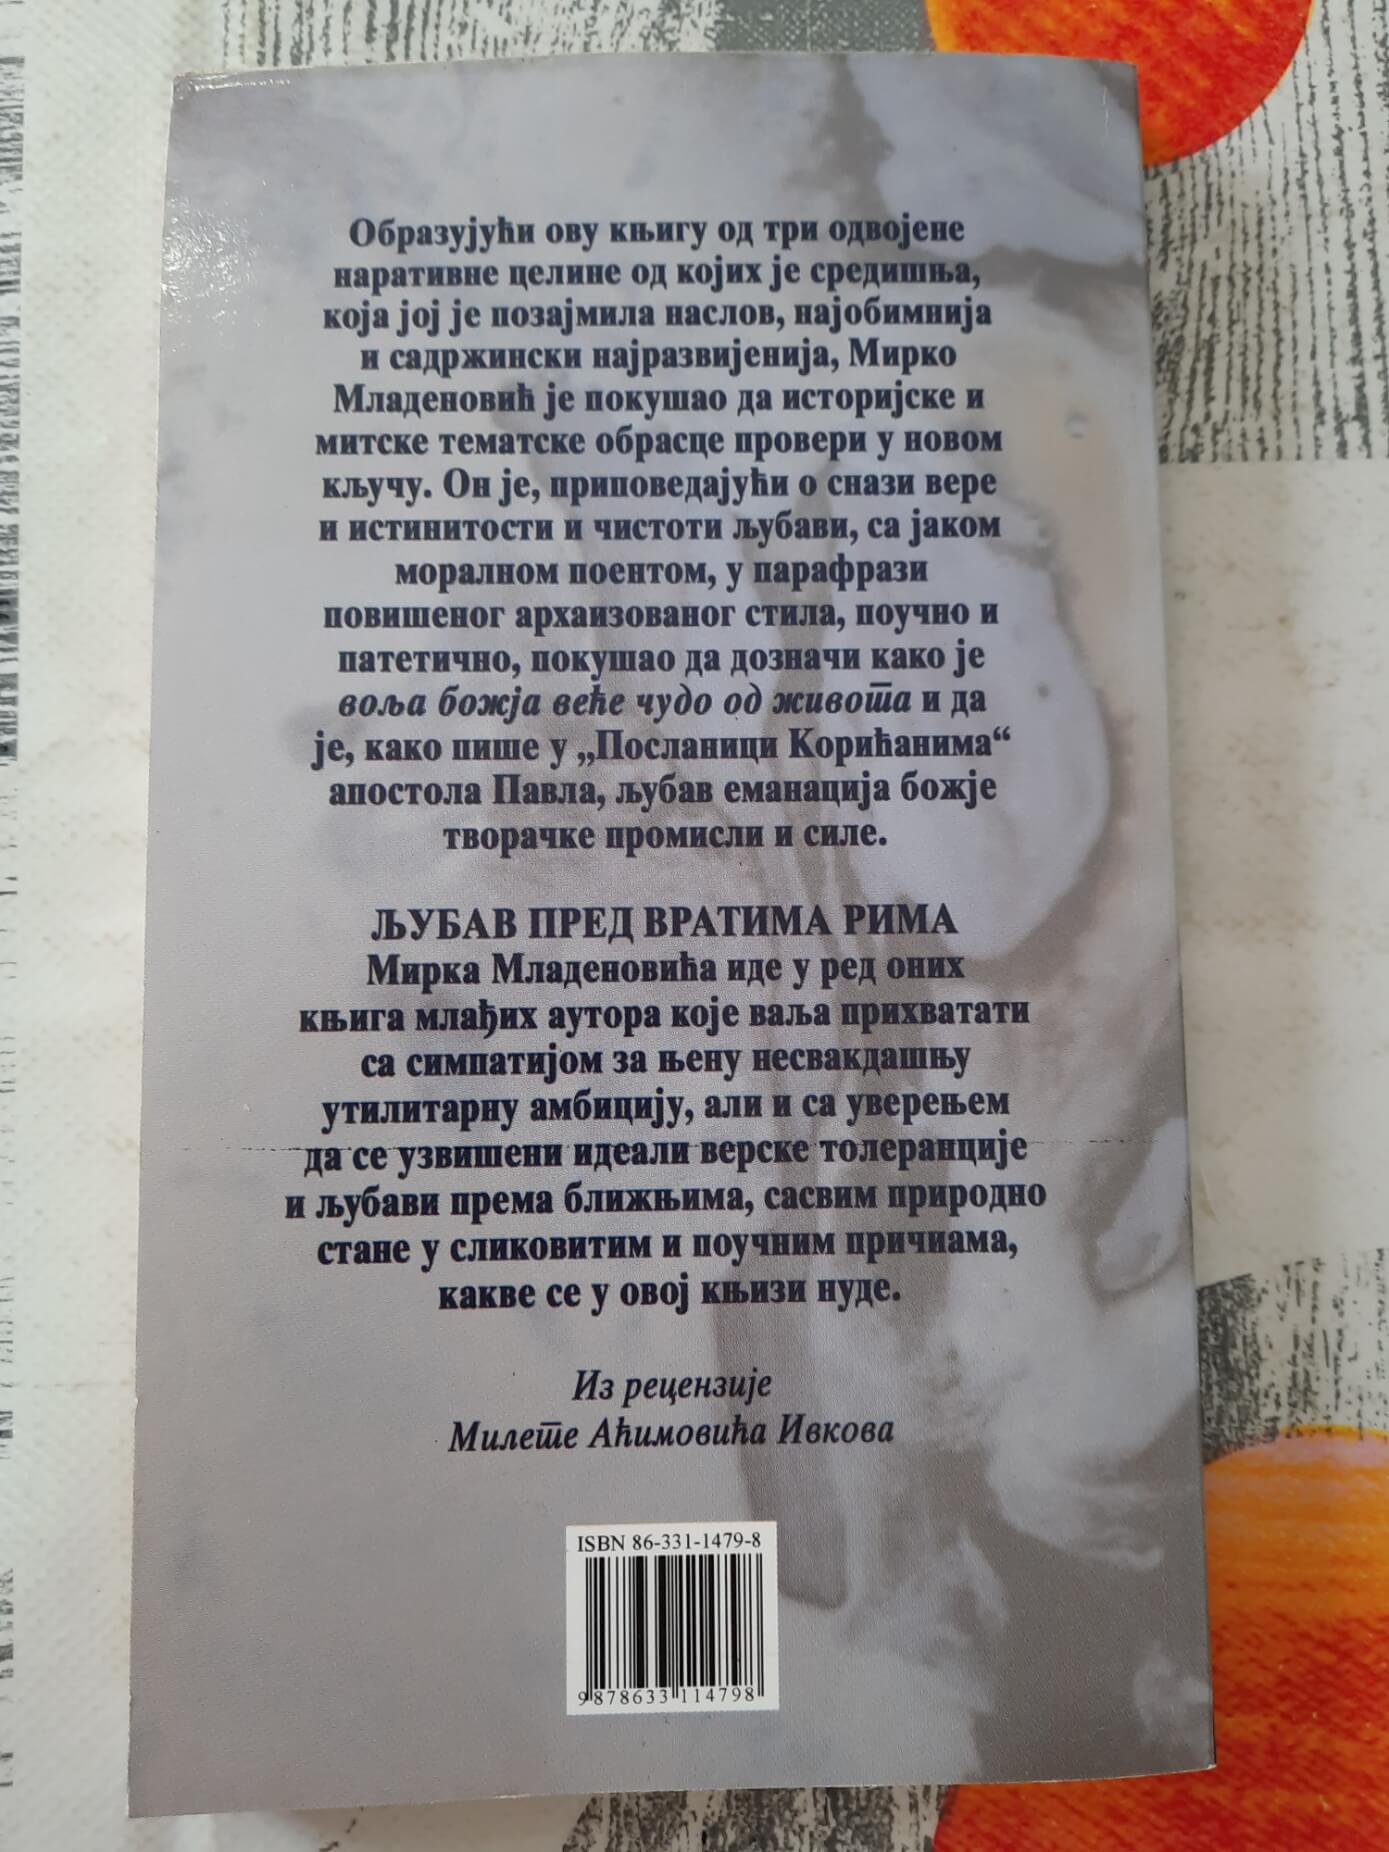 Образујући ову књигу од три одвојене
наративне целине од којих је средишња,
која јој је позајмила наслов, најобимнија
и садржински најразвијенија, Мирко
Младеновић је покушао да историјске и
митске тематске обрасце провери у новом
кључу. Он је, приповедајући о снази вере
и истинитости и чистоти љубави, са јаком
моралном поентом, у парафрази
повишеног архаизованог стила, поучно и
патетично, покушао да дозначи како је
воља божја веће чудо од живота и да
је, како пише у „Посланици Корићанима“
апостола Павла, љубав еманација божје
творачке промисли и силе.
ЉУБАВ ПРЕД ВРАТИМА РИМА
Мирка Младеновића иде у ред оних
књига млађих аутора које ваља прихватати
са симпатијом за њену несвакдашњу
утилитарну амбицију, али и са уверењем
да се узвишени идеали верске толеранције
и љубави према ближњима, сасвим природно
стане у сликовитим и поучним причиама,
какве се у овој књизи нуде.
Из рецензије
Милете Аћимовића Ивкова
ISBN 86-331-1479-8
9 878633 114798